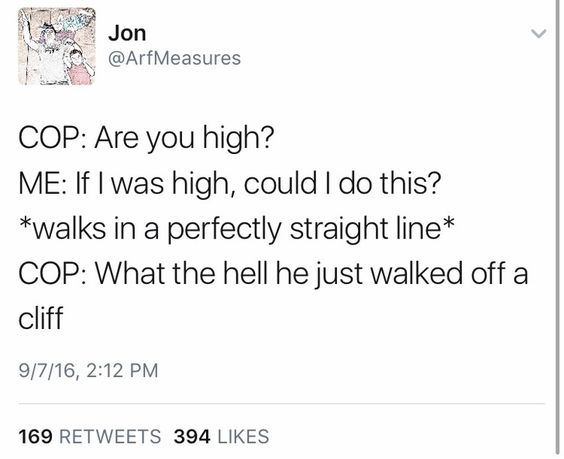 Jon
@ArfMeasures
COP: Are you high?
ME: If I was high, could I do this?
*walks in a perfectly straight line*
COP: What the hell he just walked off a
cliff
9/7/16, 2:12 PM
169 RETWEETS 394 LIKES